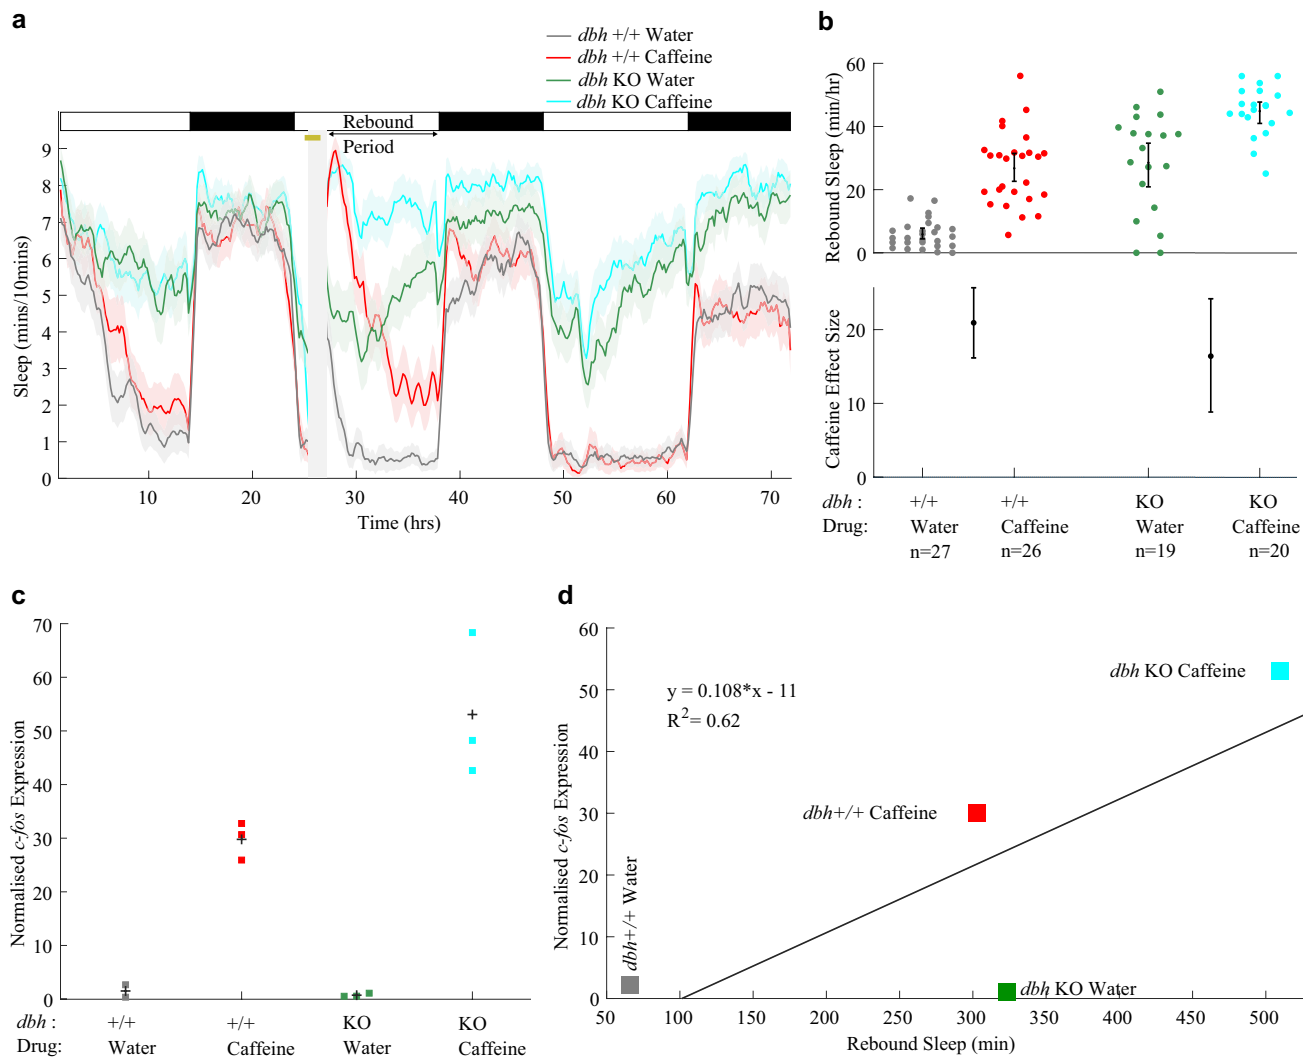 a
dbh +/+ Water
dbh +/+ Caffeine
dbh KO Water
dbh KO Caffeine
Rebound
Period
9
8
7
6
5
4
3
2
1
0
Sleep (mins/10mins)
10
20
30
40
50
60
70
Time (hrs)
b
60
40
20
0
Rebound Sleep (min/hr)
20
10
0
Caffeine Effect Size
dbh : +/+ +/+ KO KO
Drug: Water Caffeine Water Caffeine
n=27 n=26 n=19 n=20
c
70
60
50
40
30
20
10
0
Normalised c-fos Expression
dbh : +/+ +/+ KO KO
Drug: Water Caffeine Water Caffeine
d
60
50
40
30
20
10
0
Normalised c-fos Expression
y = 0.108*x - 11
R2= 0.62
dbh KO Caffeine
dbh+/+ Caffeine
dbh+/+ Water
dbh KO Water
50 100 150 200 250 300 350 400 450 500
Rebound Sleep (min)